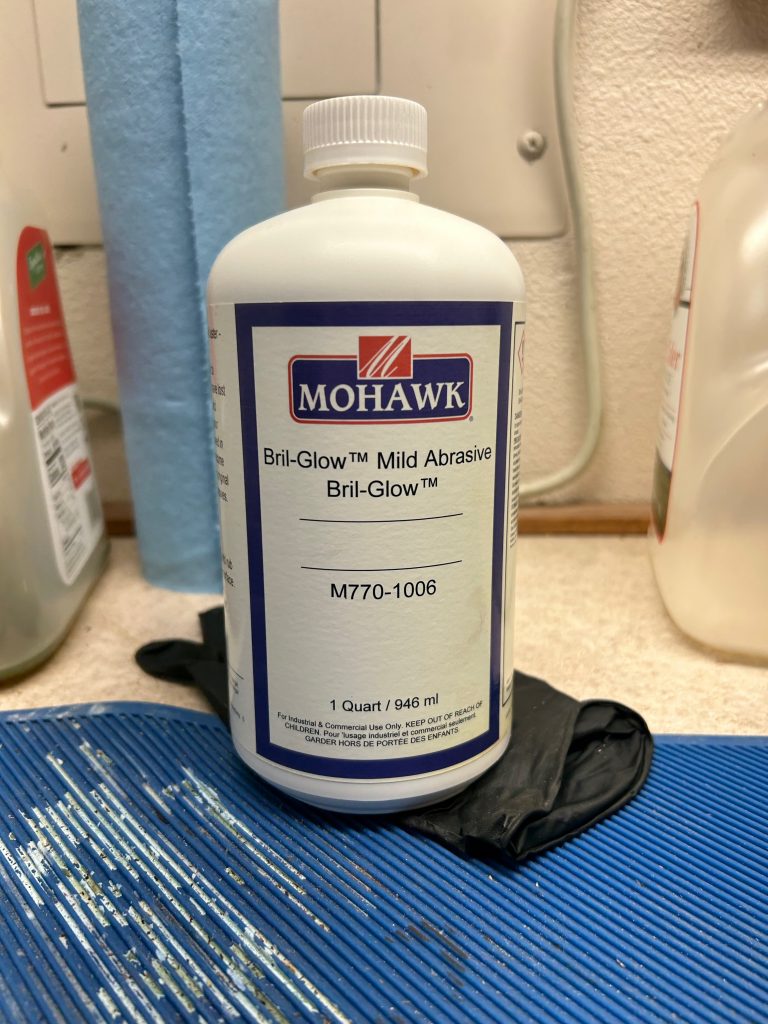 MOHAWK
Bril-Glow™ Mild Abrasive
Bril-Glow™
M770-1006
1 Quart / 946 ml
For Industrial & Commercial Use Only. KEEP OUT OF REACH OF
CHILDREN. Pour 'lusage industriel et commercial seulement.
GARDER HORS DE PORTÉE DES ENFANTS.